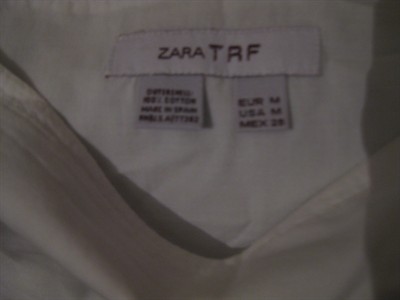 ZARA TRF
100% COTTON
MADE IN SPAIN
EUR M
USA M
MEX 28